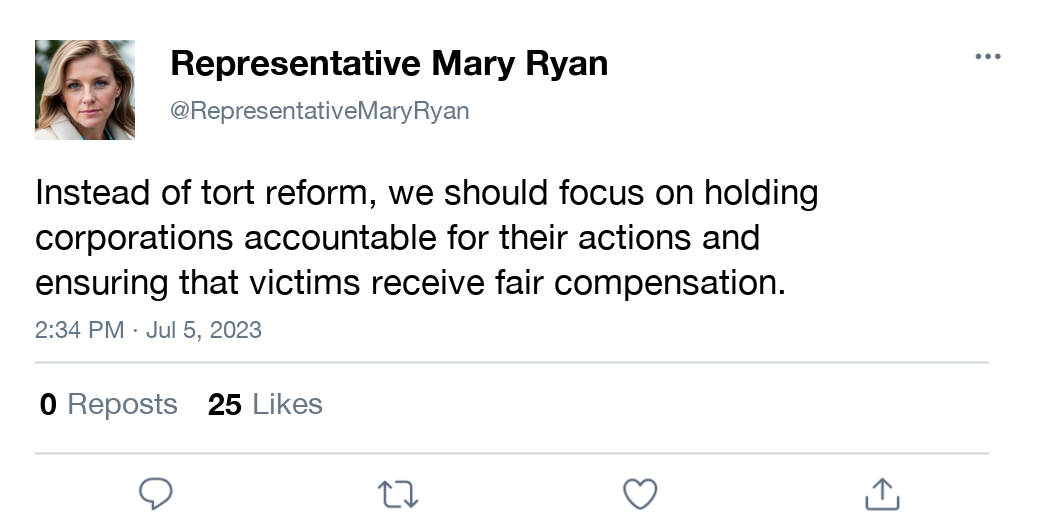 Representative Mary Ryan
@RepresentativeMaryRyan
Instead of tort reform, we should focus on holding
corporations accountable for their actions and
ensuring that victims receive fair compensation.
2:34 PM · Jul 5, 2023
0 Reposts 25 Likes